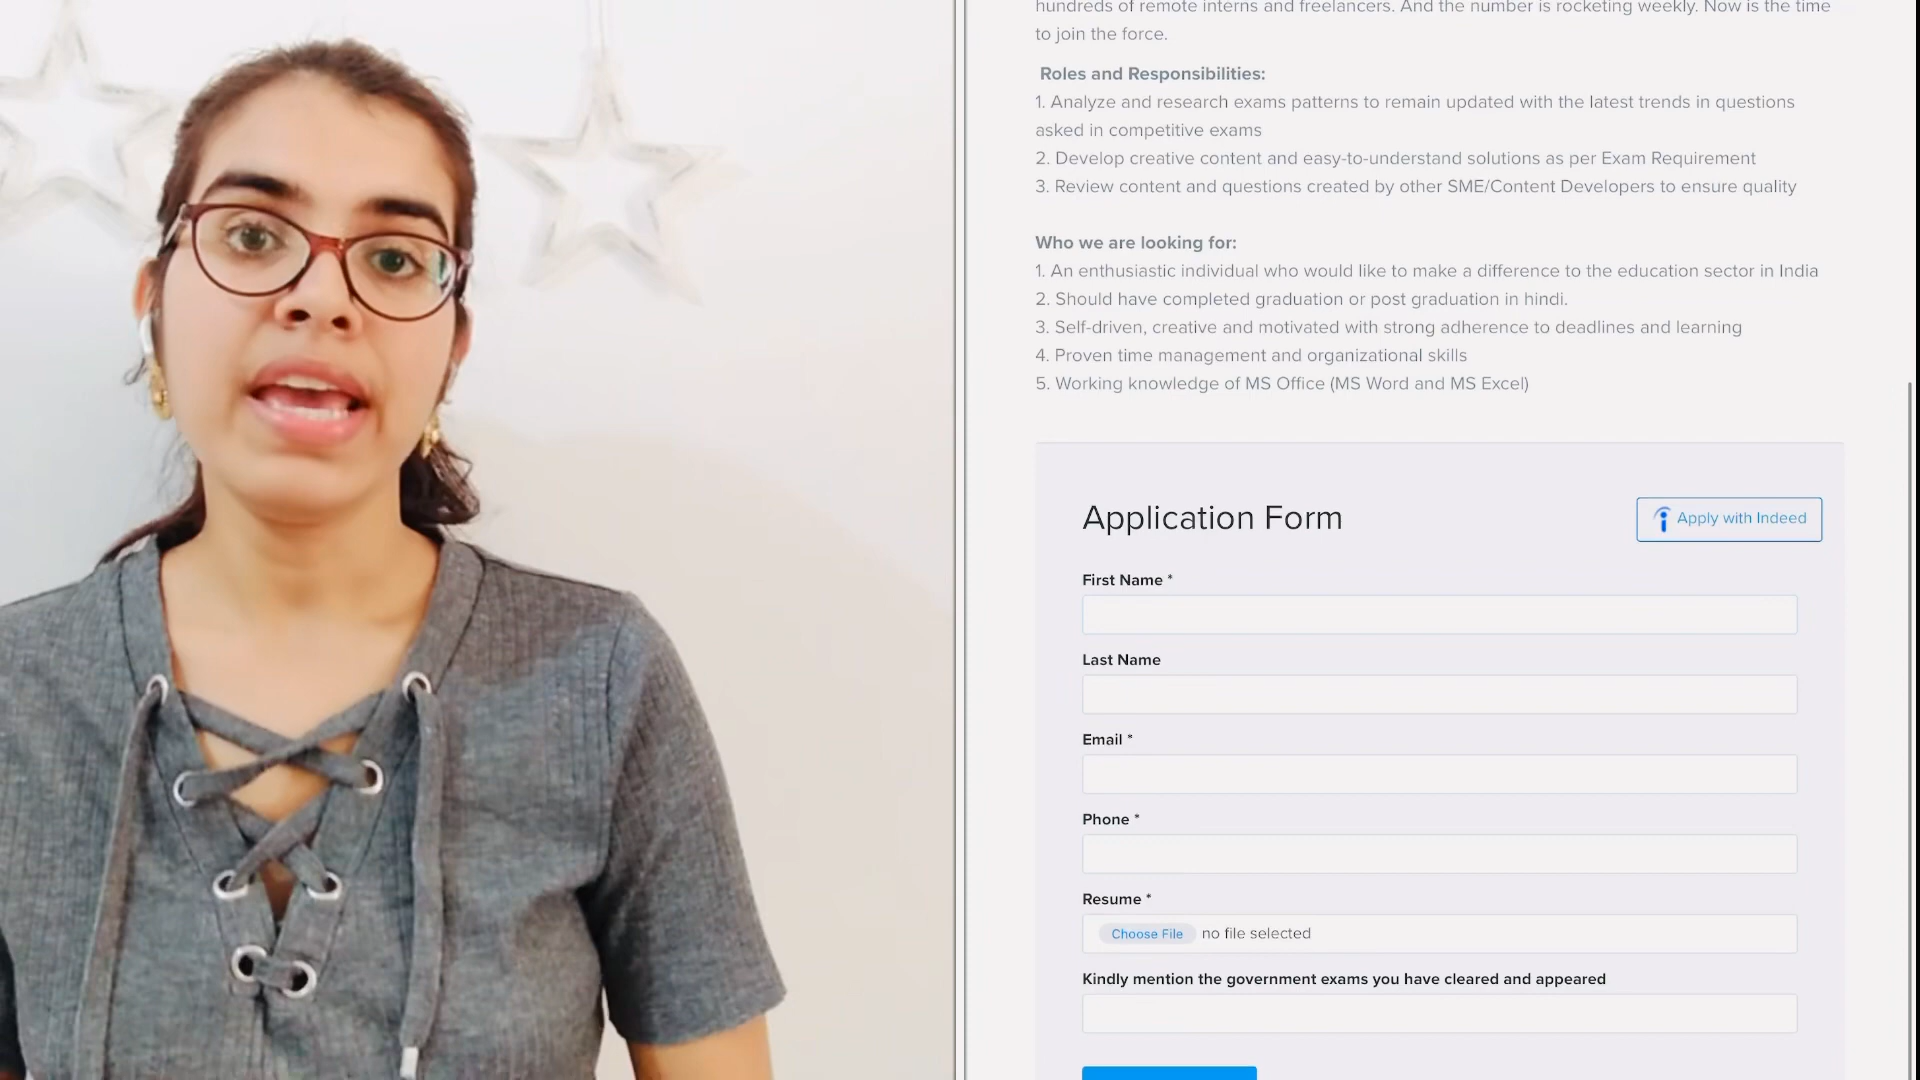 hundreds of remote interns and freelancers. And the number is rocketing weekly. Now is the time
to join the force.
Roles and Responsibilities:
1. Analyze and research exams patterns to remain updated with the latest trends in questions
asked in competitive exams
2. Develop creative content and easy-to-understand solutions as per Exam Requirement
3. Review content and questions created by other SME/Content Developers to ensure quality
Who we are looking for:
1. An enthusiastic individual who would like to make a difference to the education sector in India
2. Should have completed graduation or post graduation in hindi.
3. Self-driven, creative and motivated with strong adherence to deadlines and learning
4. Proven time management and organizational skills
5. Working knowledge of MS Office (MS Word and MS Excel)
Application Form
Apply with Indeed
First Name *
Last Name
Email *
Phone *
Resume *
Choose File no file selected
Kindly mention the government exams you have cleared and appeared